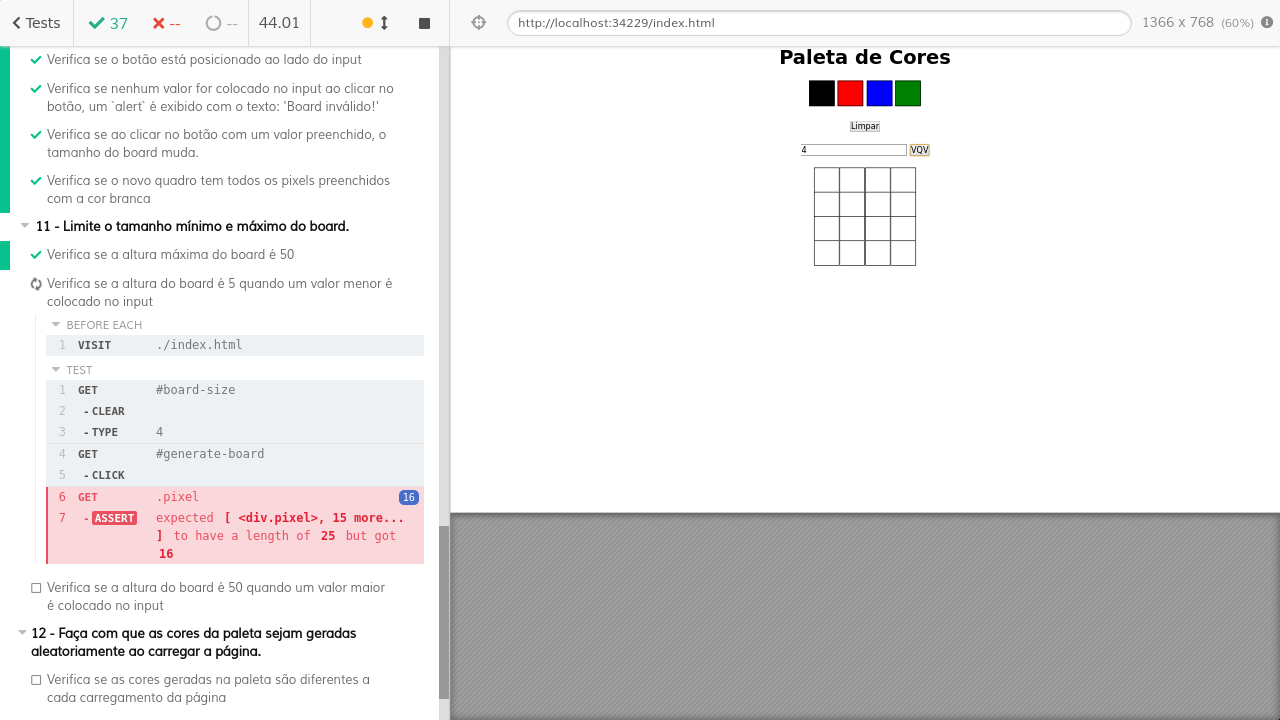 Tests 37 -- -- 44.01 http://localhost:34229/index.html 1366 x 768 (60%)
Verifica se o botão está posicionado ao lado do input
Verifica se nenhum valor for colocado no input ao clicar no
botão, um `alert` é exibido com o texto: 'Board inválido!'
Verifica se ao clicar no botão com um valor preenchido, o
tamanho do board muda.
Verifica se o novo quadro tem todos os pixels preenchidos
com a cor branca
11 - Limite o tamanho mínimo e máximo do board.
Verifica se a altura máxima do board é 50
Verifica se a altura do board é 5 quando um valor menor é
colocado no input
BEFORE EACH
1 VISIT ./index.html
TEST
1 GET #board-size
2 - CLEAR
3 - TYPE 4
4 GET #generate-board
5 - CLICK
6 GET .pixel 16
7 - ASSERT expected [ <div.pixel>, 15 more...
] to have a length of 25 but got
16
Verifica se a altura do board é 50 quando um valor maior
é colocado no input
12 - Faça com que as cores da paleta sejam geradas
aleatoriamente ao carregar a página.
Verifica se as cores geradas na paleta são diferentes a
cada carregamento da página
Paleta de Cores
Limpar
4 VQV